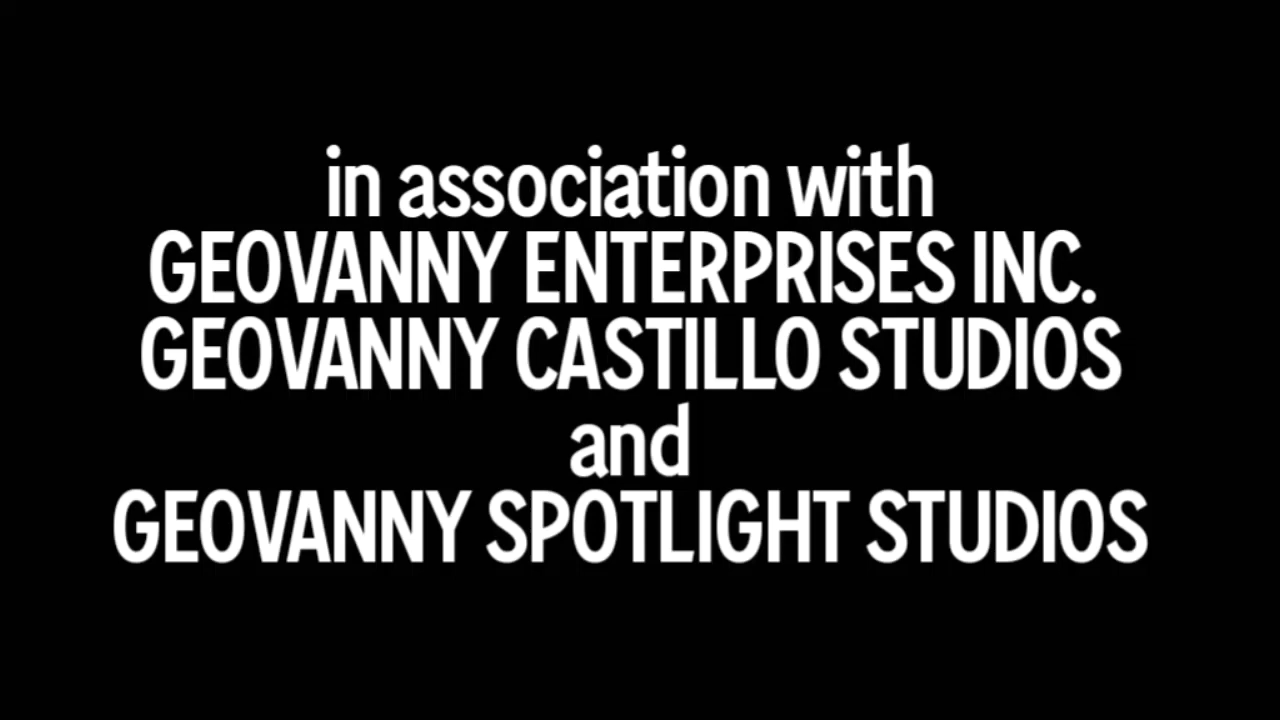 in association with
GEOVANNY ENTERPRISES INC.
GEOVANNY CASTILLO STUDIOS
and
GEOVANNY SPOTLIGHT STUDIOS